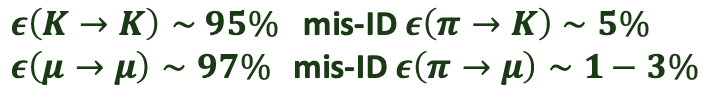 ϵ(K → K) ~ 95% mis-ID ϵ(π → K) ~ 5%
ϵ(μ → μ) ~ 97% mis-ID ϵ(π → μ) ~ 1 − 3%